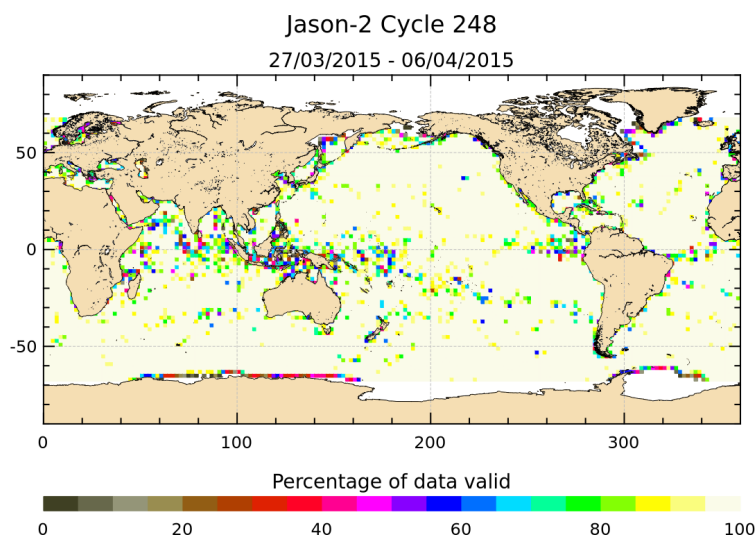 Jason-2 Cycle 248
27/03/2015 - 06/04/2015
50
0
-50
0 100 200 300
Percentage of data valid
0 20 40 60 80 100